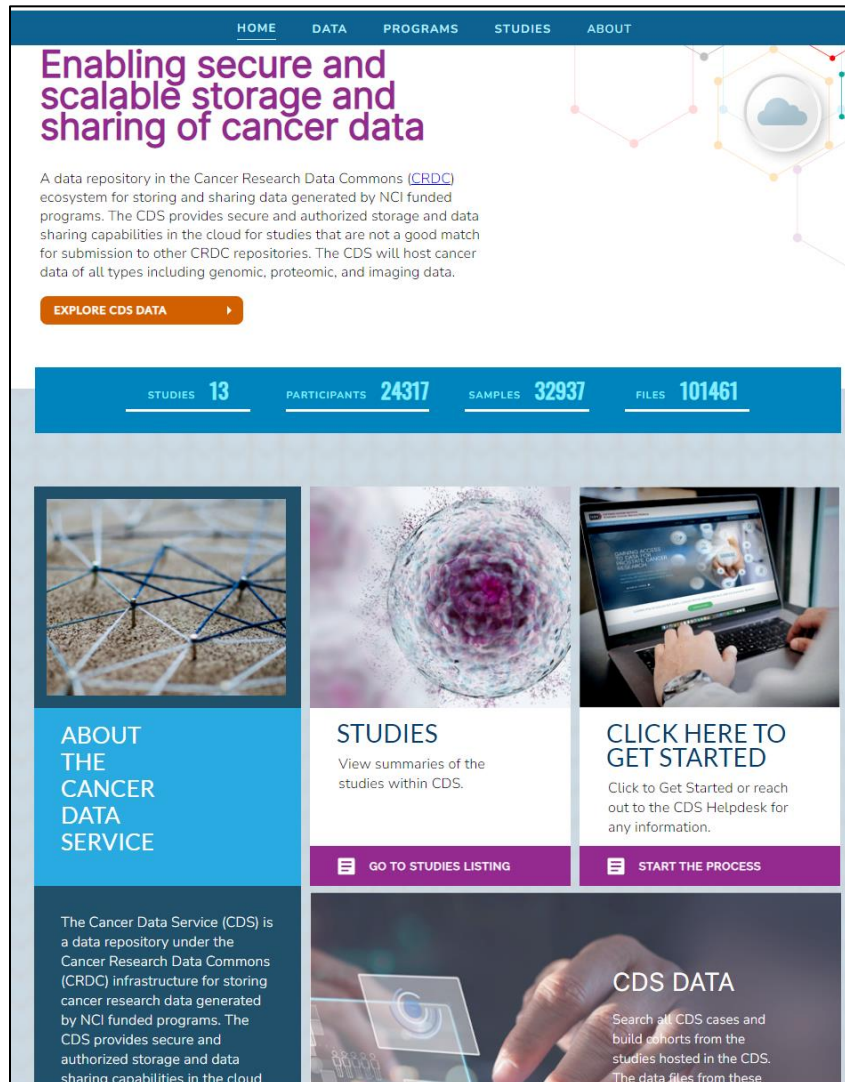 HOME DATA PROGRAMS STUDIES ABOUT
Enabling secure and
scalable storage and
sharing of cancer data
A data repository in the Cancer Research Data Commons (CRDC)
ecosystem for storing and sharing data generated by NCI funded
programs. The CDS provides secure and authorized storage and data
sharing capabilities in the cloud for studies that are not a good match
for submission to other CRDC repositories. The CDS will host cancer
data of all types including genomic, proteomic, and imaging data.
EXPLORE CDS DATA
STUDIES 13 PARTICIPANTS 24317 SAMPLES 32937 FILES 101461
ABOUT
THE
CANCER
DATA
SERVICE
The Cancer Data Service (CDS) is
a data repository under the
Cancer Research Data Commons
(CRDC) infrastructure for storing
cancer research data generated
by NCI funded programs. The
CDS provides secure and
authorized storage and data
sharing capabilities in the cloud
STUDIES
View summaries of the
studies within CDS.
GO TO STUDIES LISTING
GAINING ACCESS
TO DATA FOR
PROSTATE CANCER
RESEARCH
CLICK HERE TO
GET STARTED
Click to Get Started or reach
out to the CDS Helpdesk for
any information.
START THE PROCESS
CDS DATA
Search all CDS cases and
build cohorts from the
studies hosted in the CDS.
The data files from these